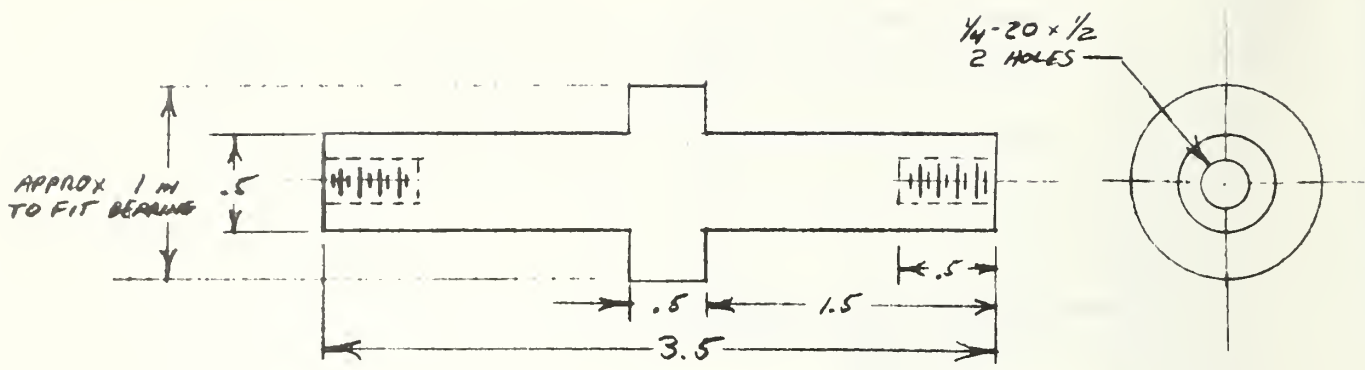 1/4-20 x 1/2
2 HOLES
APPROX 1 IN
TO FIT BEARING
.5
.5
.5
1.5
3.5